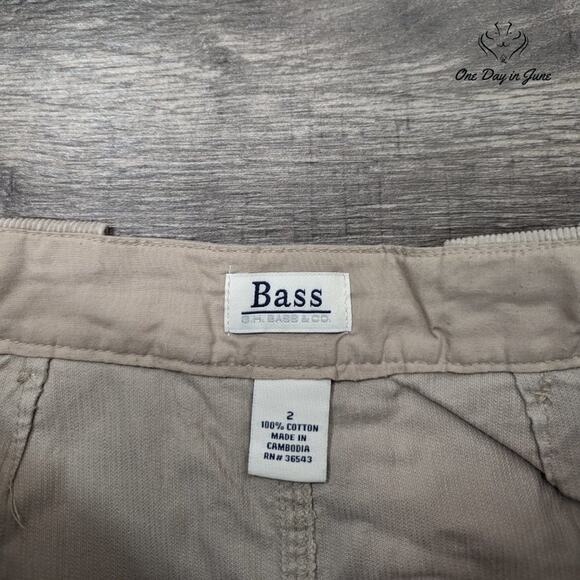 One Day in June
Bass
G.H. BASS & CO.
2
100% COTTON
MADE IN
CAMBODIA
RN# 36543